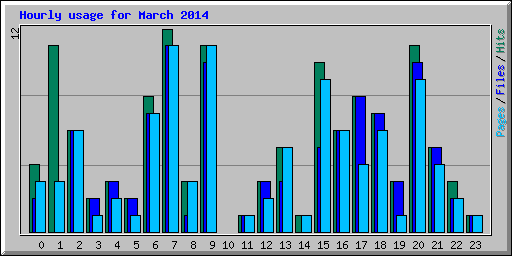 Hourly usage for March 2014
12
Pages / Files / Hits
0 1 2 3 4 5 6 7 8 9 10 11 12 13 14 15 16 17 18 19 20 21 22 23